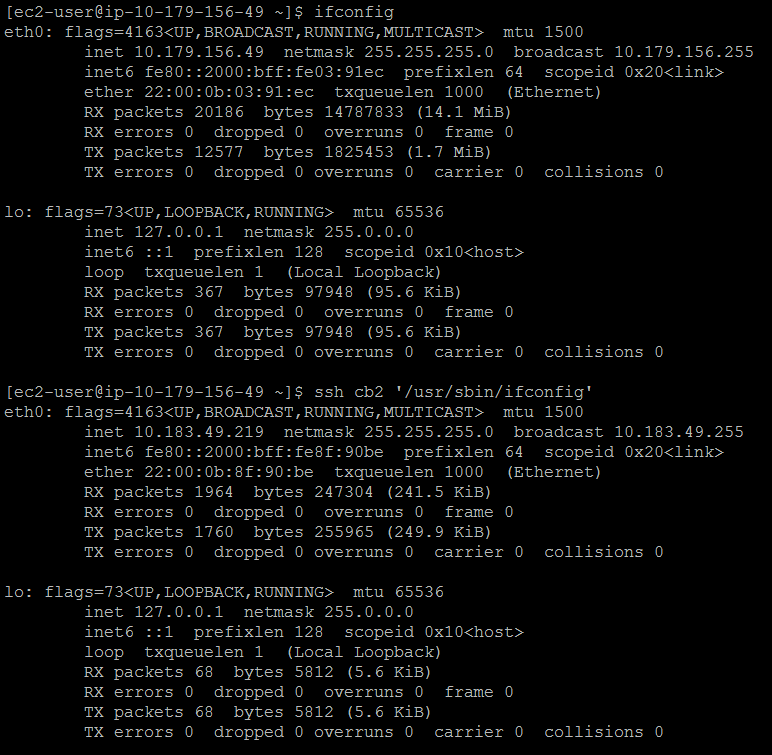 [ec2-user@ip-10-179-156-49 ~]$ ifconfig
eth0: flags=4163<UP,BROADCAST,RUNNING,MULTICAST>  mtu 1500
        inet 10.179.156.49  netmask 255.255.255.0  broadcast 10.179.156.255
        inet6 fe80::2000:bff:fe03:91ec  prefixlen 64  scopeid 0x20<link>
        ether 22:00:0b:03:91:ec  txqueuelen 1000  (Ethernet)
        RX packets 20186  bytes 14787833 (14.1 MiB)
        RX errors 0  dropped 0  overruns 0  frame 0
        TX packets 12577  bytes 1825453 (1.7 MiB)
        TX errors 0  dropped 0 overruns 0  carrier 0  collisions 0

lo: flags=73<UP,LOOPBACK,RUNNING>  mtu 65536
        inet 127.0.0.1  netmask 255.0.0.0
        inet6 ::1  prefixlen 128  scopeid 0x10<host>
        loop  txqueuelen 1  (Local Loopback)
        RX packets 367  bytes 97948 (95.6 KiB)
        RX errors 0  dropped 0  overruns 0  frame 0
        TX packets 367  bytes 97948 (95.6 KiB)
        TX errors 0  dropped 0 overruns 0  carrier 0  collisions 0

[ec2-user@ip-10-179-156-49 ~]$ ssh cb2 '/usr/sbin/ifconfig'
eth0: flags=4163<UP,BROADCAST,RUNNING,MULTICAST>  mtu 1500
        inet 10.183.49.219  netmask 255.255.255.0  broadcast 10.183.49.255
        inet6 fe80::2000:bff:fe8f:90be  prefixlen 64  scopeid 0x20<link>
        ether 22:00:0b:8f:90:be  txqueuelen 1000  (Ethernet)
        RX packets 1964  bytes 247304 (241.5 KiB)
        RX errors 0  dropped 0  overruns 0  frame 0
        TX packets 1760  bytes 255965 (249.9 KiB)
        TX errors 0  dropped 0 overruns 0  carrier 0  collisions 0

lo: flags=73<UP,LOOPBACK,RUNNING>  mtu 65536
        inet 127.0.0.1  netmask 255.0.0.0
        inet6 ::1  prefixlen 128  scopeid 0x10<host>
        loop  txqueuelen 1  (Local Loopback)
        RX packets 68  bytes 5812 (5.6 KiB)
        RX errors 0  dropped 0  overruns 0  frame 0
        TX packets 68  bytes 5812 (5.6 KiB)
        TX errors 0  dropped 0 overruns 0  carrier 0  collisions 0